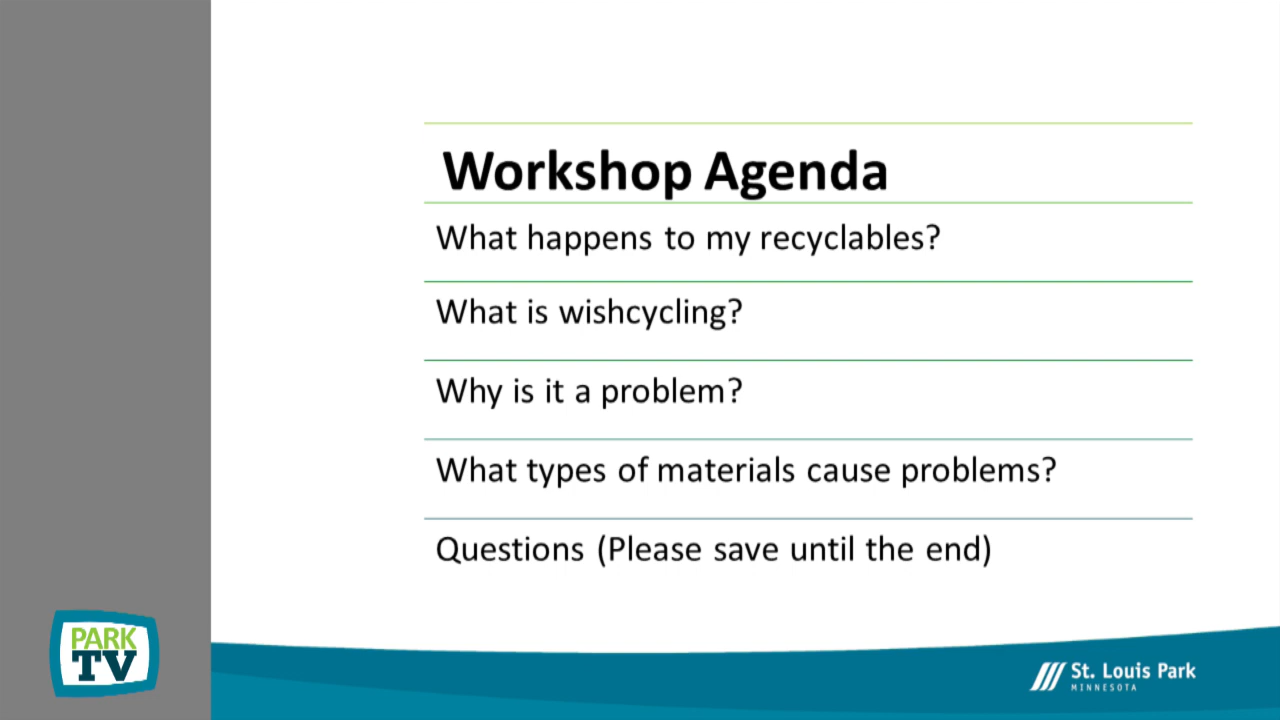 Workshop Agenda
What happens to my recyclables?
What is wishcycling?
Why is it a problem?
What types of materials cause problems?
Questions (Please save until the end)
PARK
TV
St. Louis Park
MINNESOTA